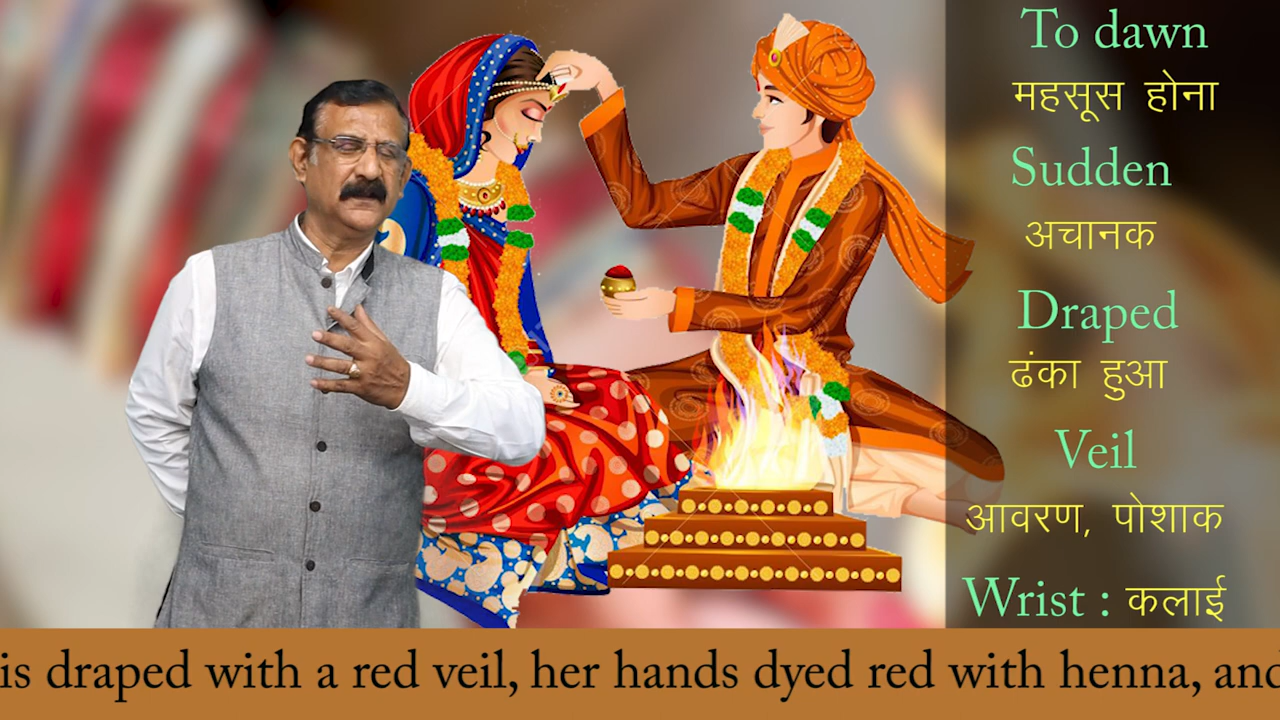 To dawn
महसूस होना
Sudden
अचानक
Draped
ढंका हुआ
Veil
आवरण, पोशाक
Wrist : कलाई
is draped with a red veil, her hands dyed red with henna, and